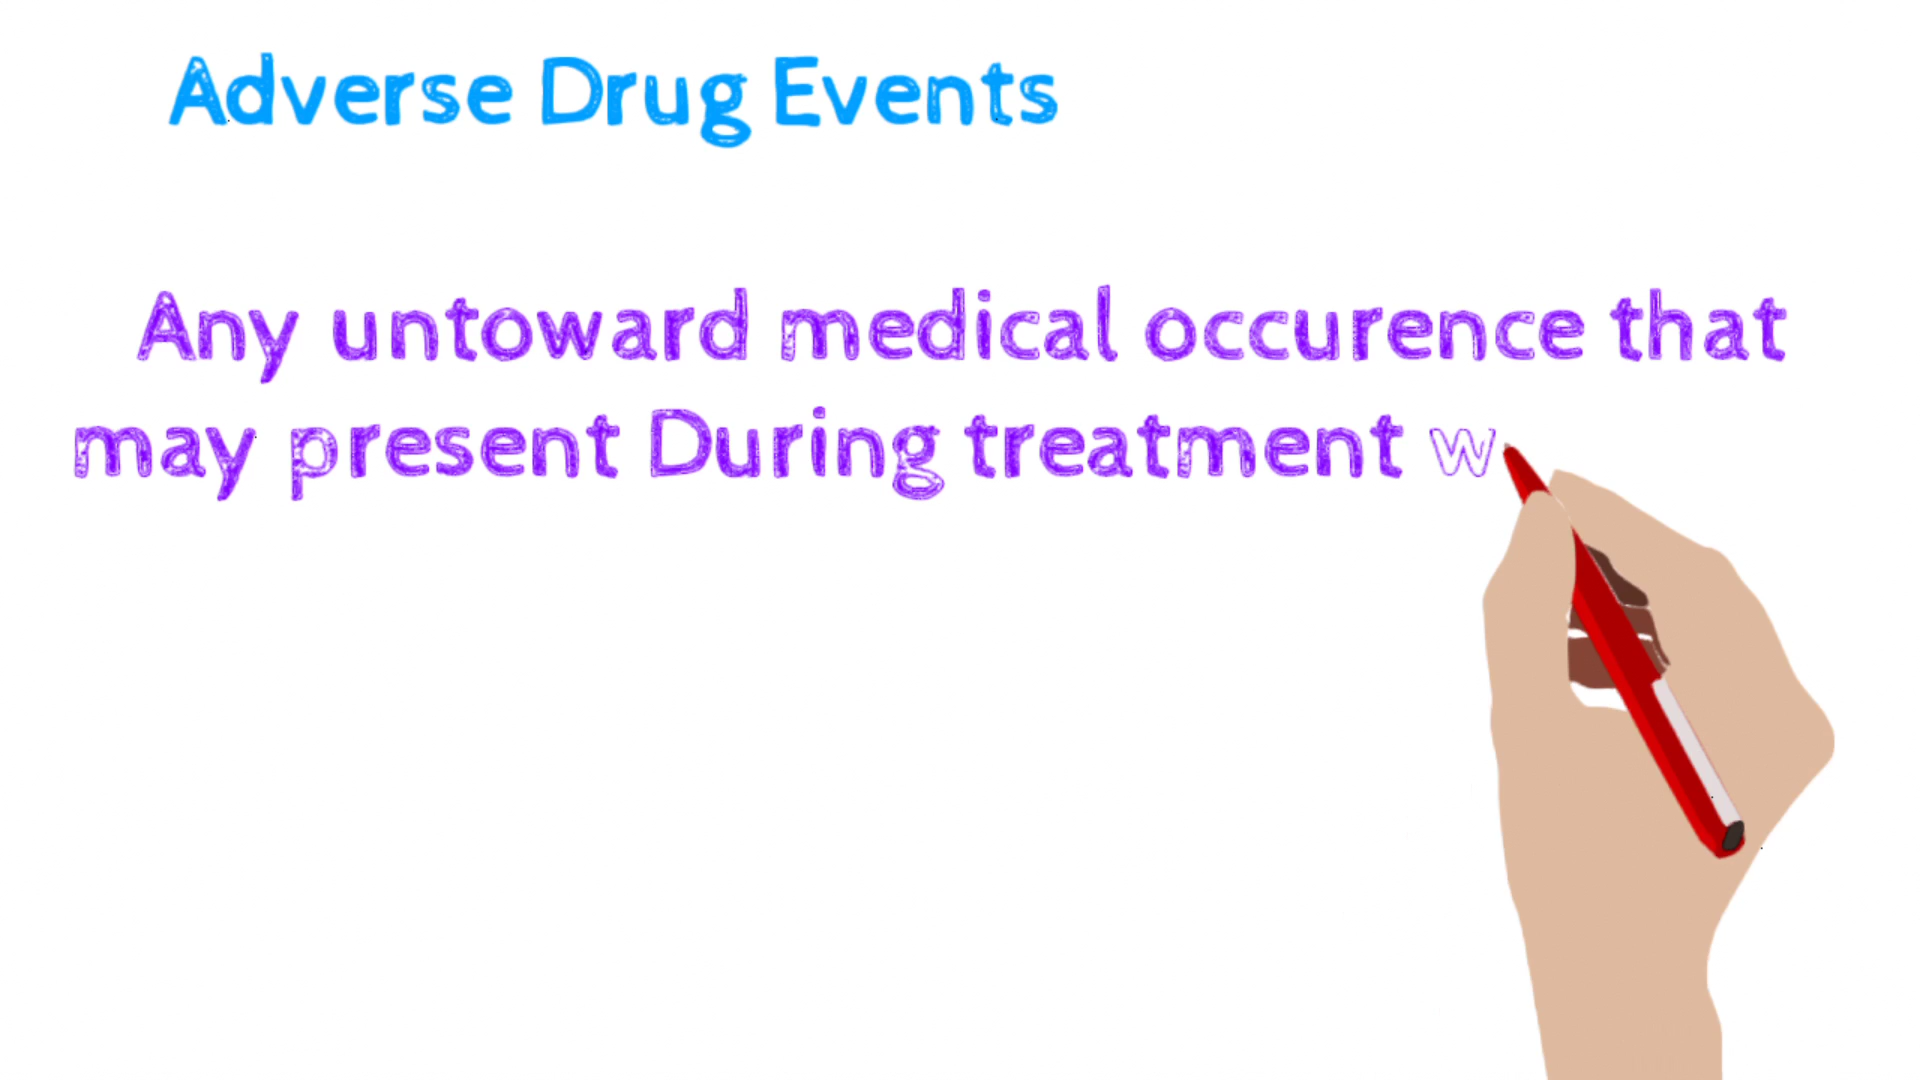 Adverse Drug Events
Any untoward medical occurence that
may present During treatment w